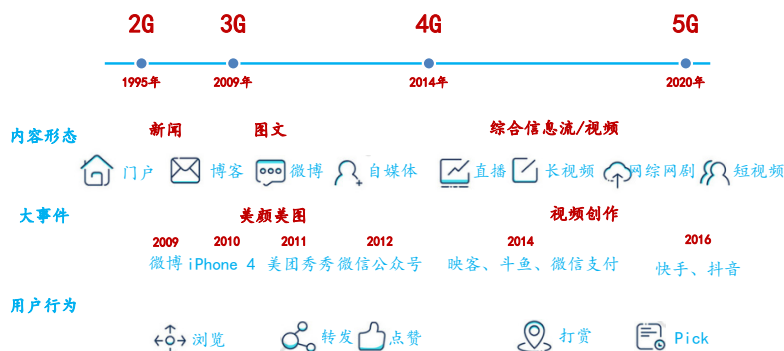 2G 3G 4G 5G
1995年 2009年 2014年 2020年
新闻 图文 综合信息流/视频
内容形态
门户 博客 微博 自媒体 直播 长视频 网综网剧 短视频
大事件 美颜美图 视频创作
2009 2010 2011 2012 2014 2016
微博 iPhone 4 美团秀秀 微信公众号 映客、斗鱼、微信支付 快手、抖音
用户行为
浏览 转发 点赞 打赏 Pick